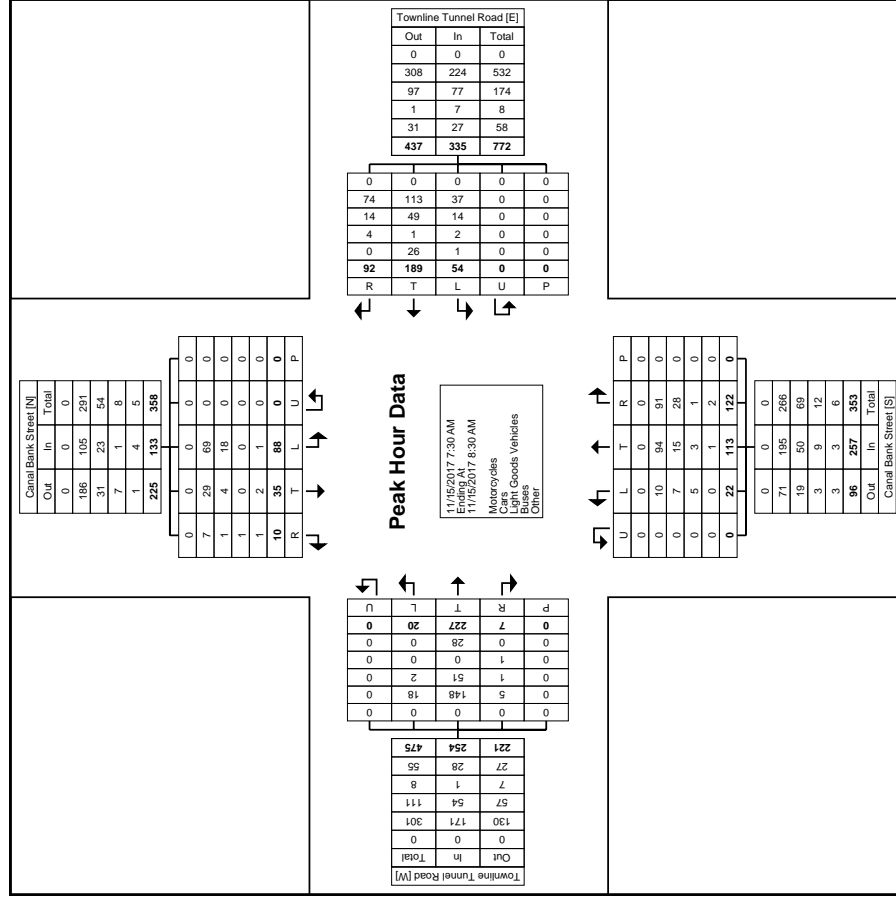 Townline Tunnel Road [E]
Out In Total
0 0 0
308 224 532
97 77 174
1 7 8
31 27 58
437 335 772
0 0 0 0 0
74 113 37 0 0
14 49 14 0 0
4 1 2 0 0
0 26 1 0 0
92 189 54 0 0
R T L U P
Canal Bank Street [N]
Out In Total
0 0 0
186 105 291
31 23 54
7 1 8
1 4 5
225 133 358
0 0 0 0 0
7 29 69 0 0
1 4 18 0 0
1 0 0 0 0
1 2 1 0 0
10 35 88 0 0
R T L U P
Peak Hour Data
11/15/2017 7:30 AM
Ending At
11/15/2017 8:30 AM
Motorcycles
Cars
Light Goods Vehicles
Buses
Other
U L T R P
0 0 0 0 0
0 10 94 91 0
0 7 15 28 0
0 5 3 1 0
0 0 1 2 0
0 22 113 122 0
0 0 0
71 195 266
19 50 69
3 9 12
3 3 6
96 257 353
Out In Total
Canal Bank Street [S]
P R T L U
0 7 227 20 0
0 0 28 0 0
0 1 0 0 0
0 1 51 2 0
0 5 148 18 0
0 0 0 0 0
221 254 475
27 28 55
7 1 8
57 54 111
130 171 301
0 0 0
Out In Total
Townline Tunnel Road [W]